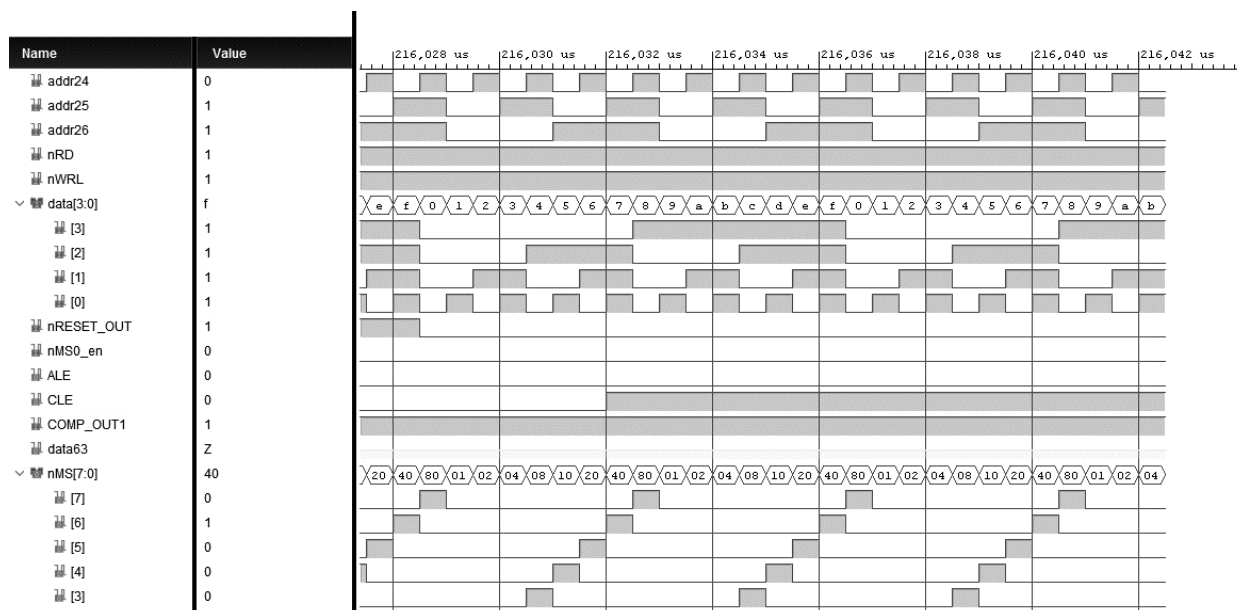 Name Value 216,028 us 216,030 us 216,032 us 216,034 us 216,036 us 216,038 us 216,040 us 216,042 us
addr24 0
addr25 1
addr26 1
nRD 1
nWRL 1
data[3:0] f e f 0 1 2 3 4 5 6 7 8 9 a b c d e f 0 1 2 3 4 5 6 7 8 9 a b
[3] 1
[2] 1
[1] 1
[0] 1
nRESET_OUT 1
nMS0_en 0
ALE 0
CLE 0
COMP_OUT1 1
data63 Z
nMS[7:0] 40 20 40 80 01 02 04 08 10 20 40 80 01 02 04 08 10 20 40 80 01 02 04 08 10 20 40 80 01 02 04
[7] 0
[6] 1
[5] 0
[4] 0
[3] 0